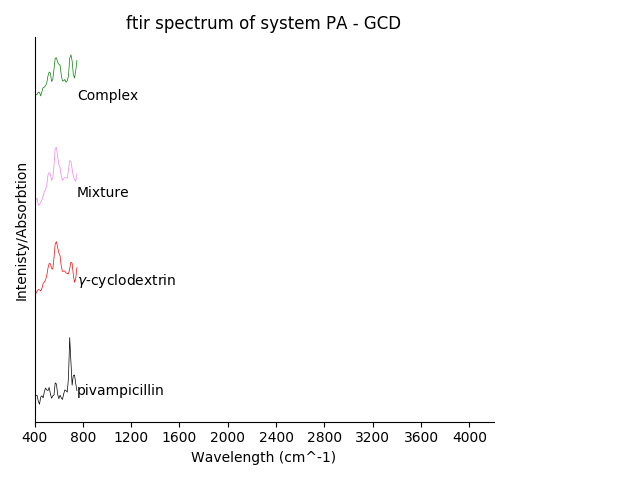 ftir spectrum of system PA - GCD
Complex
Mixture
γ-cyclodextrin
pivampicillin
Intenisty/Absorbtion
400 800 1200 1600 2000 2400 2800 3200 3600 4000
Wavelength (cm^-1)